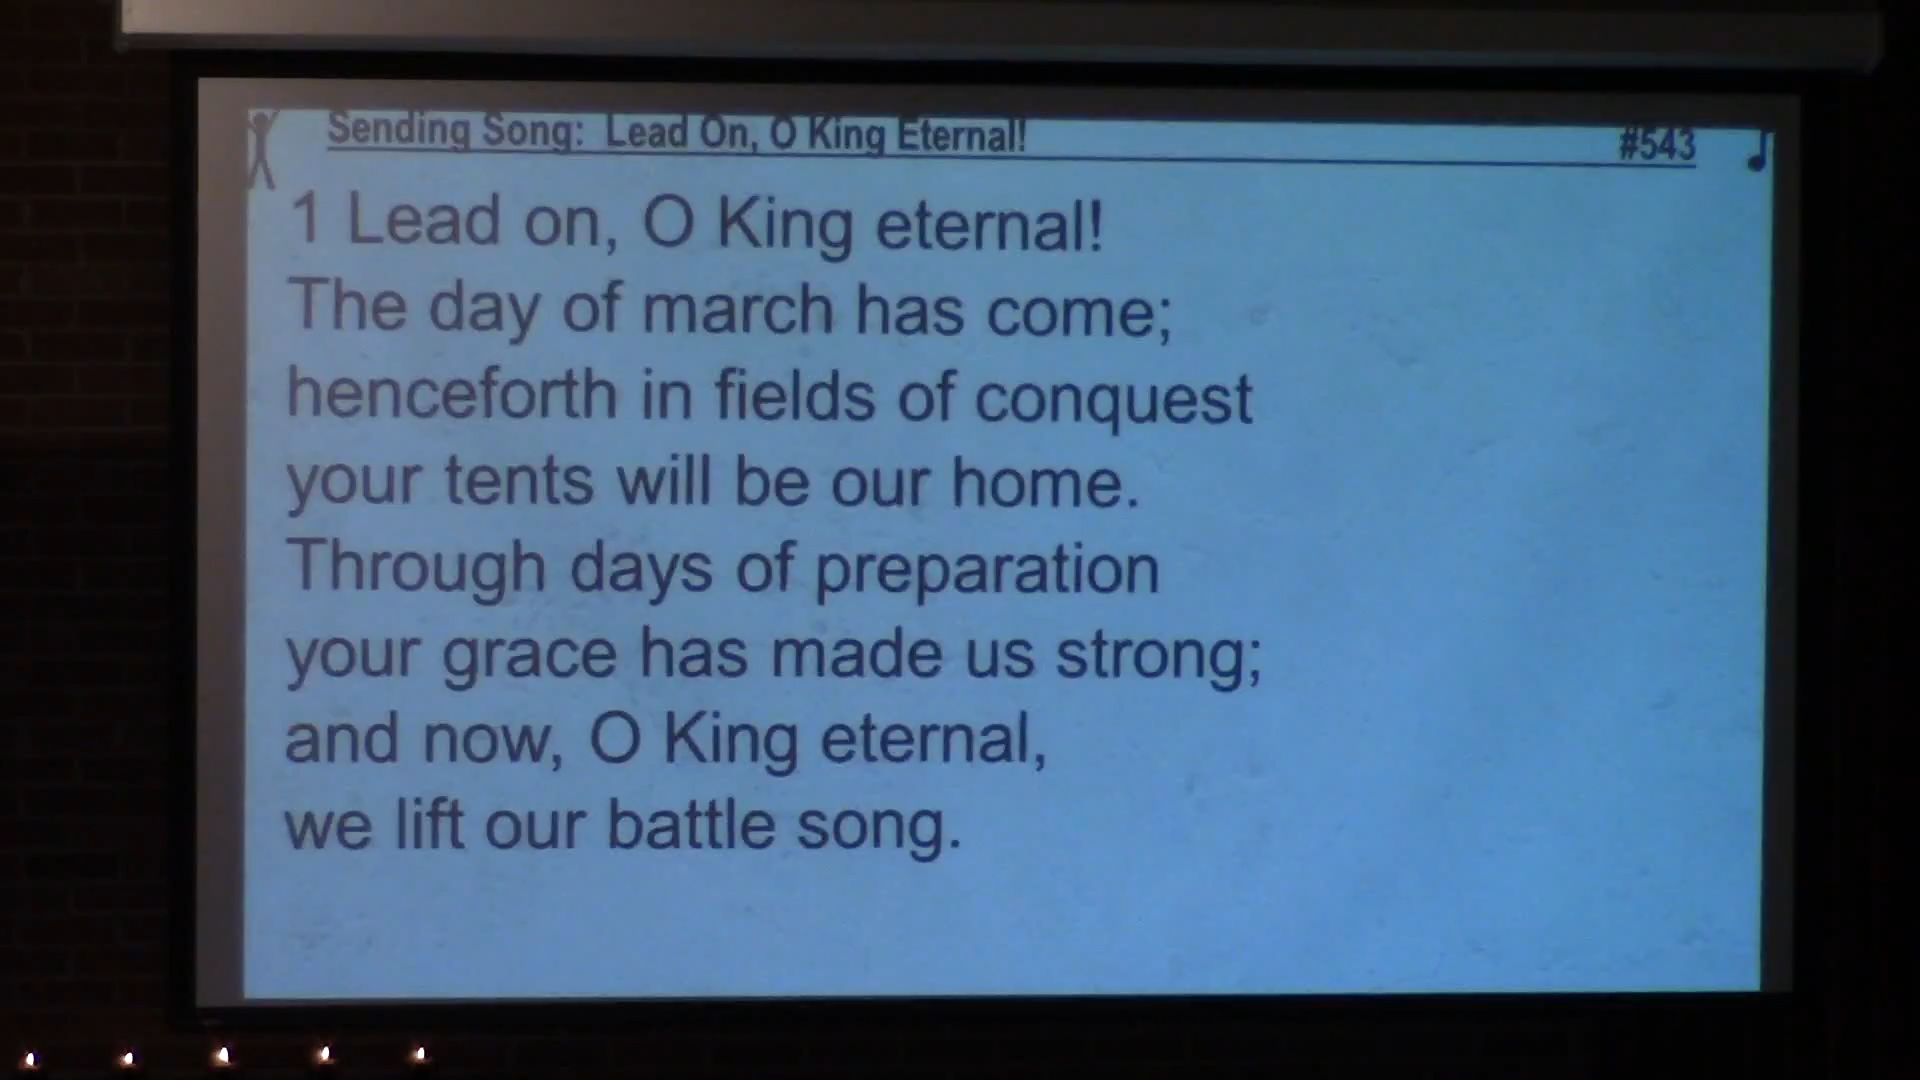 Sending Song: Lead On, O King Eternal! #543
1 Lead on, O King eternal!
The day of march has come;
henceforth in fields of conquest
your tents will be our home.
Through days of preparation
your grace has made us strong;
and now, O King eternal,
we lift our battle song.